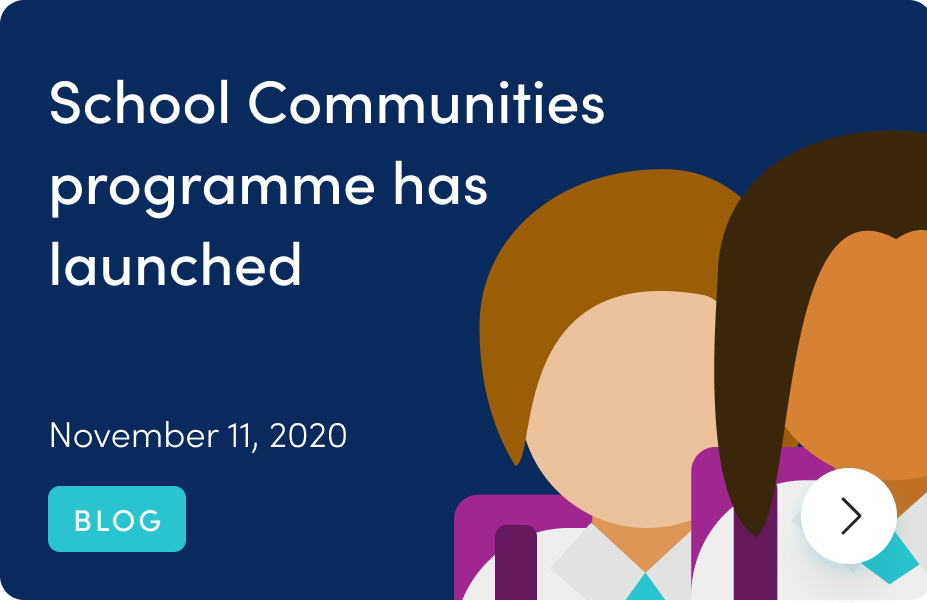 School Communities
programme has
launched
November 11, 2020
BLOG